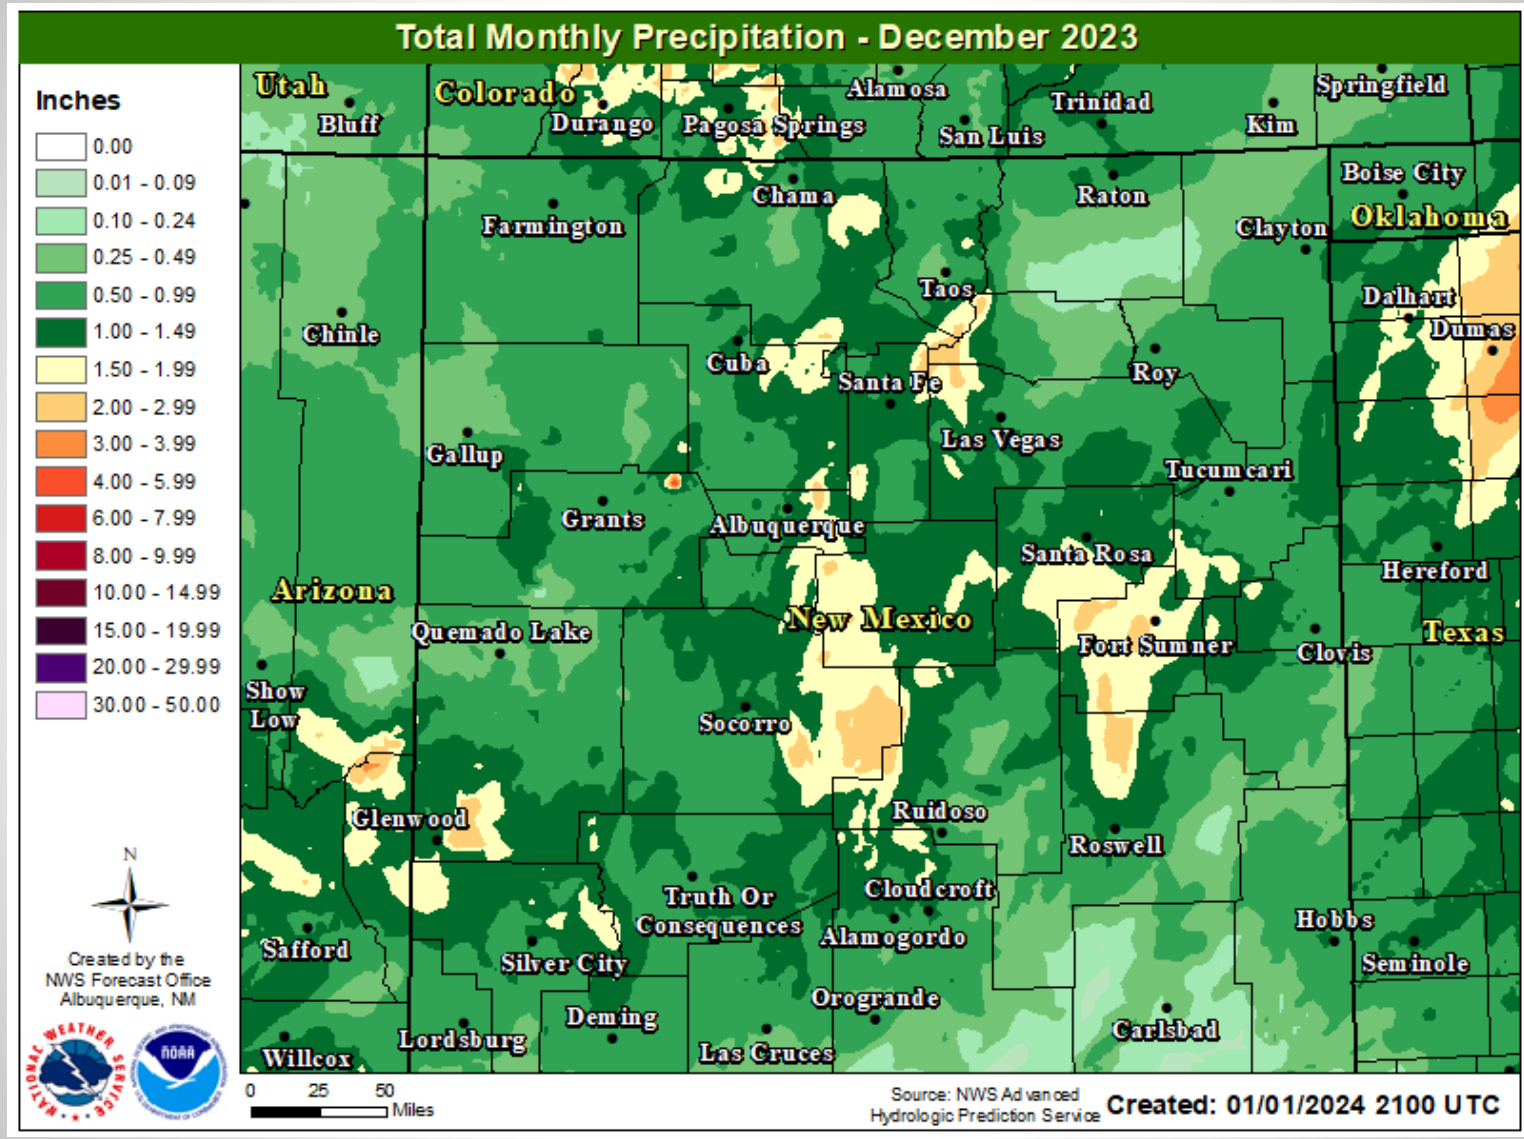 Total Monthly Precipitation - December 2023
Inches
0.00
0.01 - 0.09
0.10 - 0.24
0.25 - 0.49
0.50 - 0.99
1.00 - 1.49
1.50 - 1.99
2.00 - 2.99
3.00 - 3.99
4.00 - 5.99
6.00 - 7.99
8.00 - 9.99
10.00 - 14.99
15.00 - 19.99
20.00 - 29.99
30.00 - 50.00
N
Created by the
NWS Forecast Office
Albuquerque, NM
NATIONAL WEATHER SERVICE
NOAA
Utah
Colorado
Alamosa
Springfield
Bluff
Durango
Pagosa Springs
San Luis
Trinidad
Kim
Boise City
Chama
Raton
Farmington
Clayton
Oklahoma
Taos
Dalhart
Chinle
Dumas
Cuba
Santa Fe
Roy
Gallup
Las Vegas
Tucumcari
Grants
Albuquerque
Santa Rosa
Hereford
Arizona
New Mexico
Quemado Lake
Fort Sumner
Clovis
Texas
Show
Low
Socorro
Glenwood
Ruidoso
Roswell
Truth Or
Consequences
Cloudcroft
Alamogordo
Hobbs
Safford
Silver City
Seminole
Orogrande
Deming
Carlsbad
Lordsburg
Las Cruces
Willcox
0 25 50
Miles
Source: NWS Advanced
Hydrologic Prediction Service
Created: 01/01/2024 2100 UTC